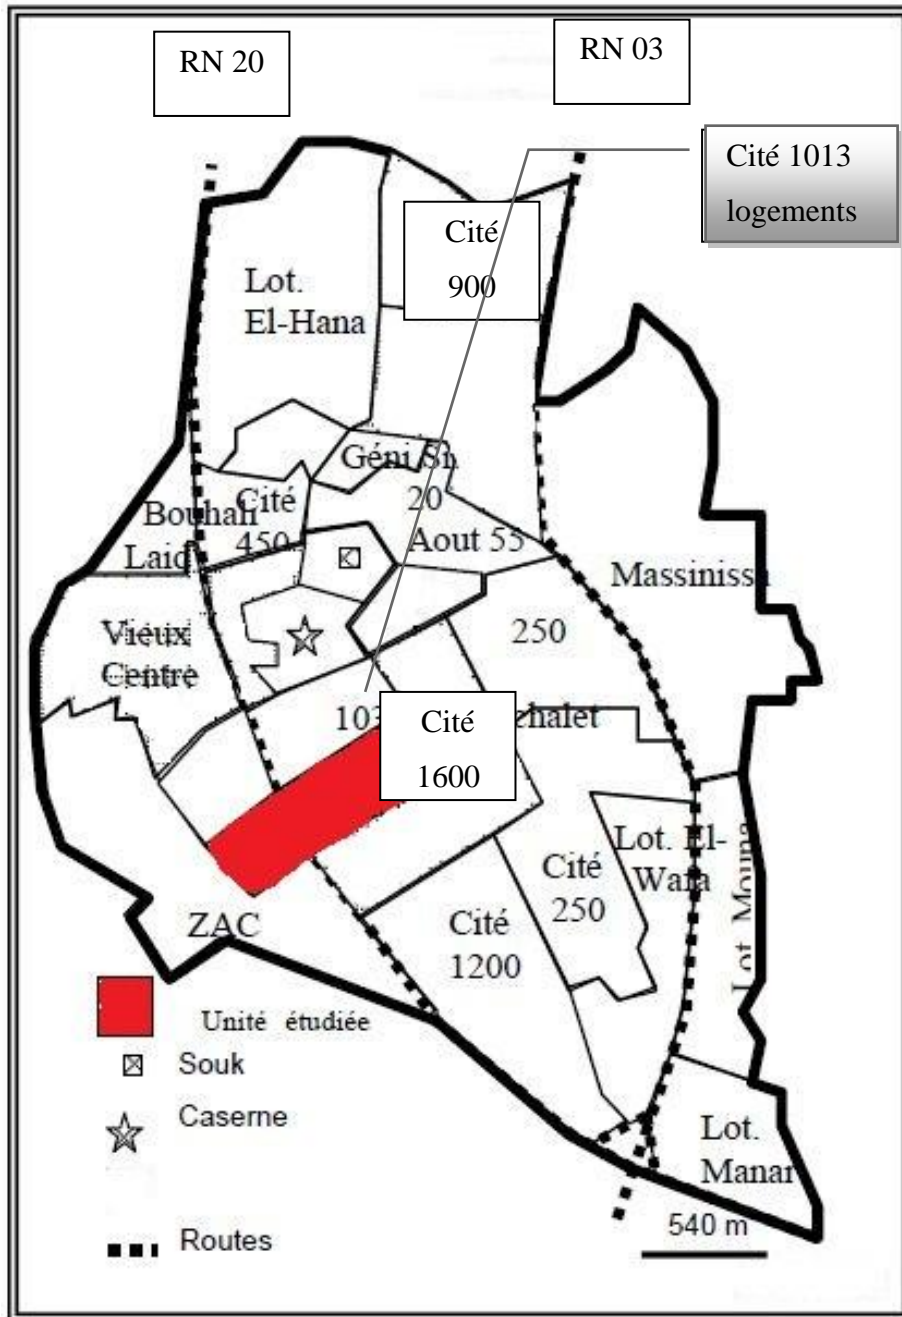 RN 20
RN 03
Cité 1013
logements
Cité
900
Lot.
El-Hana
Géni Sn
20
Aout 55
Cité
450
Bouhali
Laid
Massinissa
Vieux
Centre
250
chalet
Cité
1600
Lot. El-
Cité
250
Lot. Mouna
Cité
1200
ZAC
Unité étudiée
Souk
Caserne
Routes
Lot.
Manar
540 m